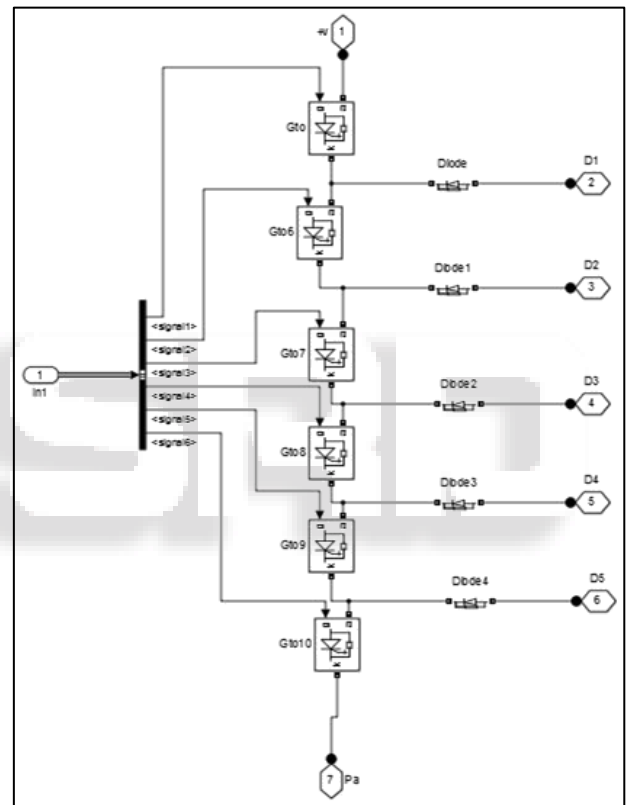 +v 1
g a
Gto
k
Diode
D1
2
g a
Gto6
k
Diode1
D2
3
<signal1>
<signal2>
<signal3>
<signal4>
<signal5>
<signal6>
1
In1
g a
Gto7
k
Diode2
D3
4
g a
Gto8
k
Diode3
D4
5
g a
Gto9
k
Diode4
D5
6
g a
Gto10
k
7 Pa